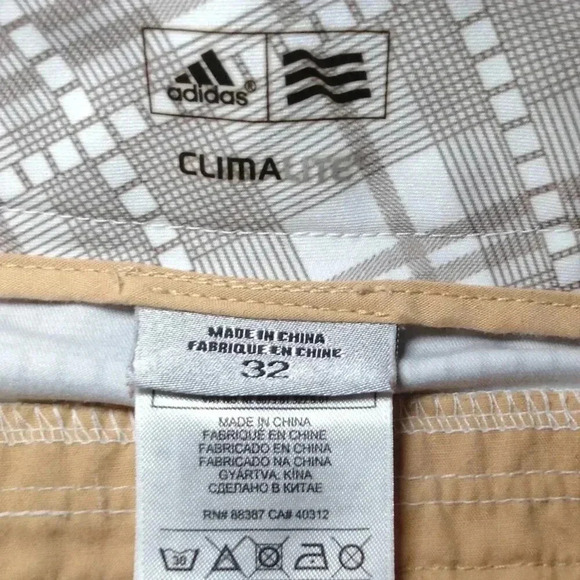 adidas®
CLIMALITE
MADE IN CHINA
FABRIQUE EN CHINE
32
MADE IN CHINA
FABRIQUÉ EN CHINE
FABRICADO EN CHINA
FABRICADO NA CHINA
GYÁRTVA: KÍNA
СДЕЛАНО В КИТАЕ
RN# 88387 CA# 40312
30